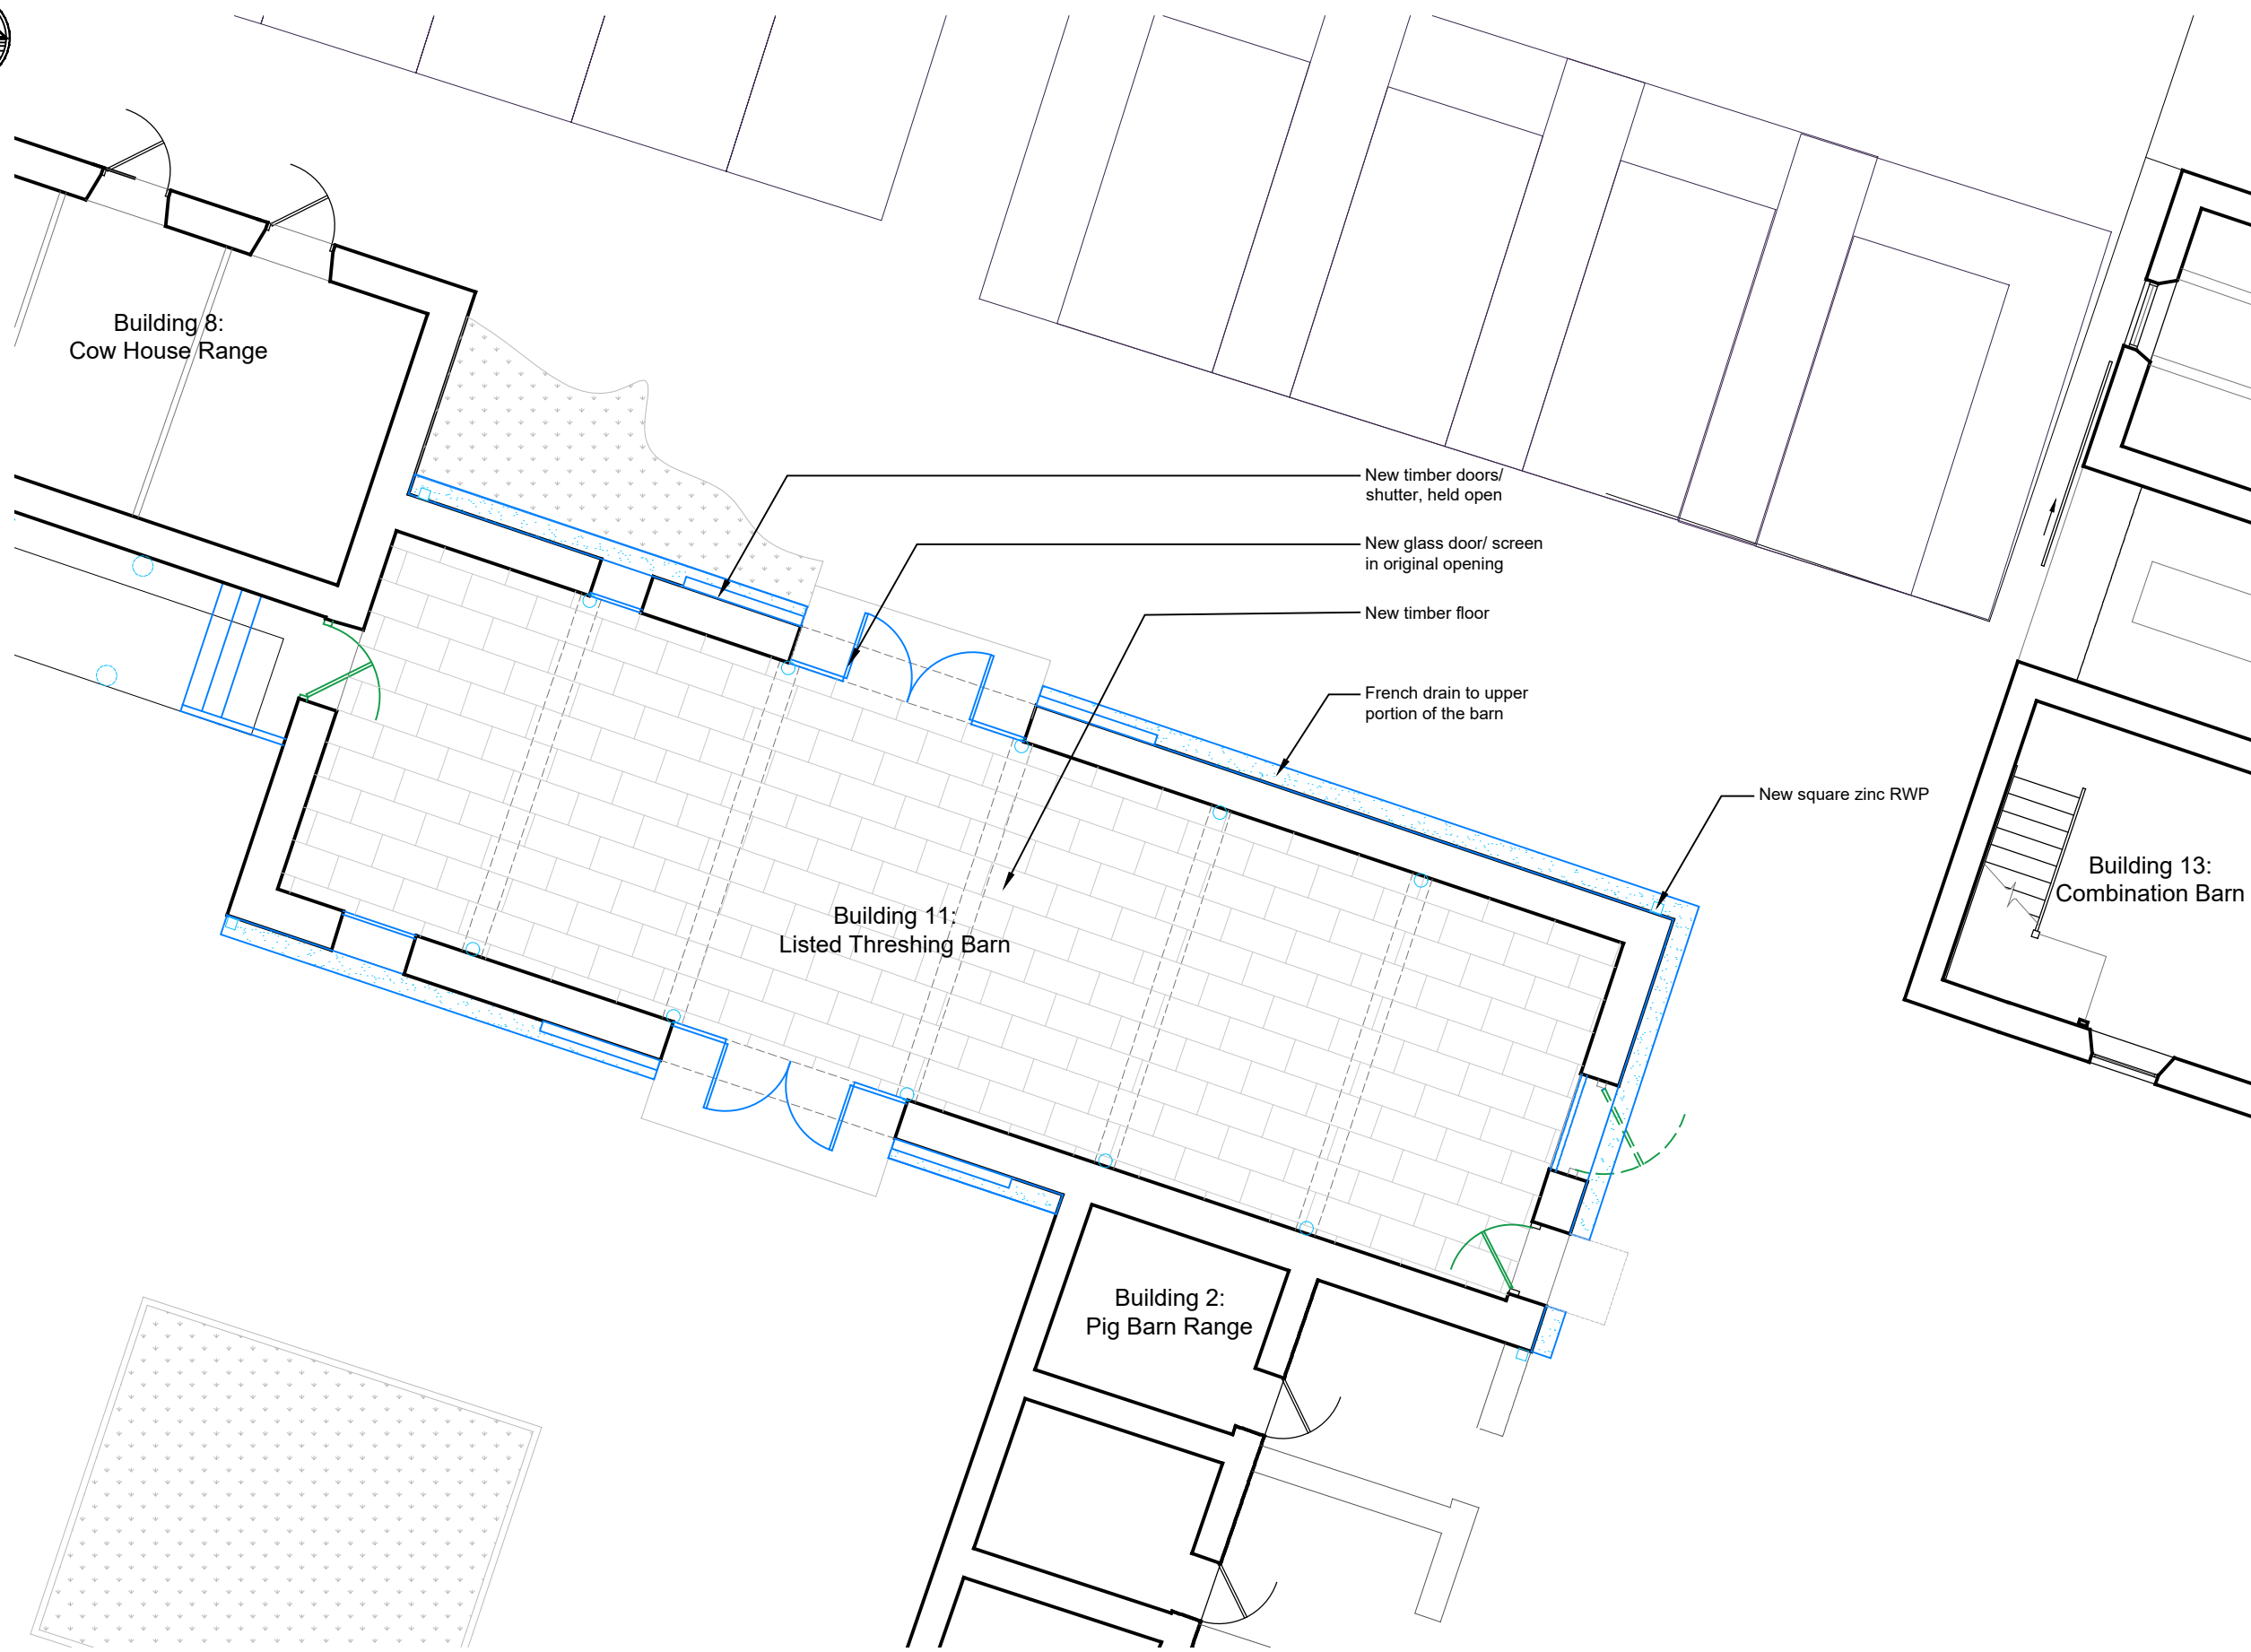 Building 8:
Cow House Range
New timber doors/
shutter, held open
New glass door/ screen
in original opening
New timber floor
French drain to upper
portion of the barn
New square zinc RWP
Building 13:
Combination Barn
Building 11:
Listed Threshing Barn
Building 2:
Pig Barn Range